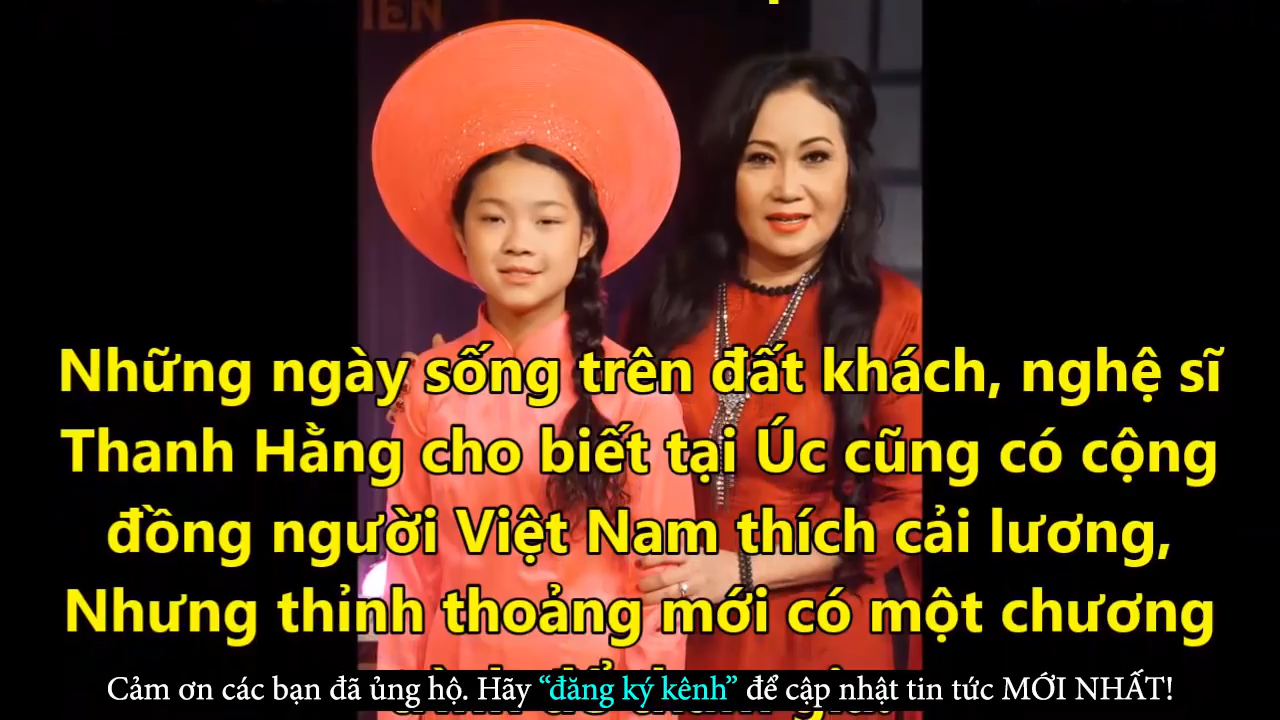 Những ngày sống trên đất khách, nghệ sĩ
Thanh Hằng cho biết tại Úc cũng có cộng
đồng người Việt Nam thích cải lương,
Nhưng thỉnh thoảng mới có một chương
Cảm ơn các bạn đã ủng hộ. Hãy “đăng ký kênh” để cập nhật tin tức MỚI NHẤT!